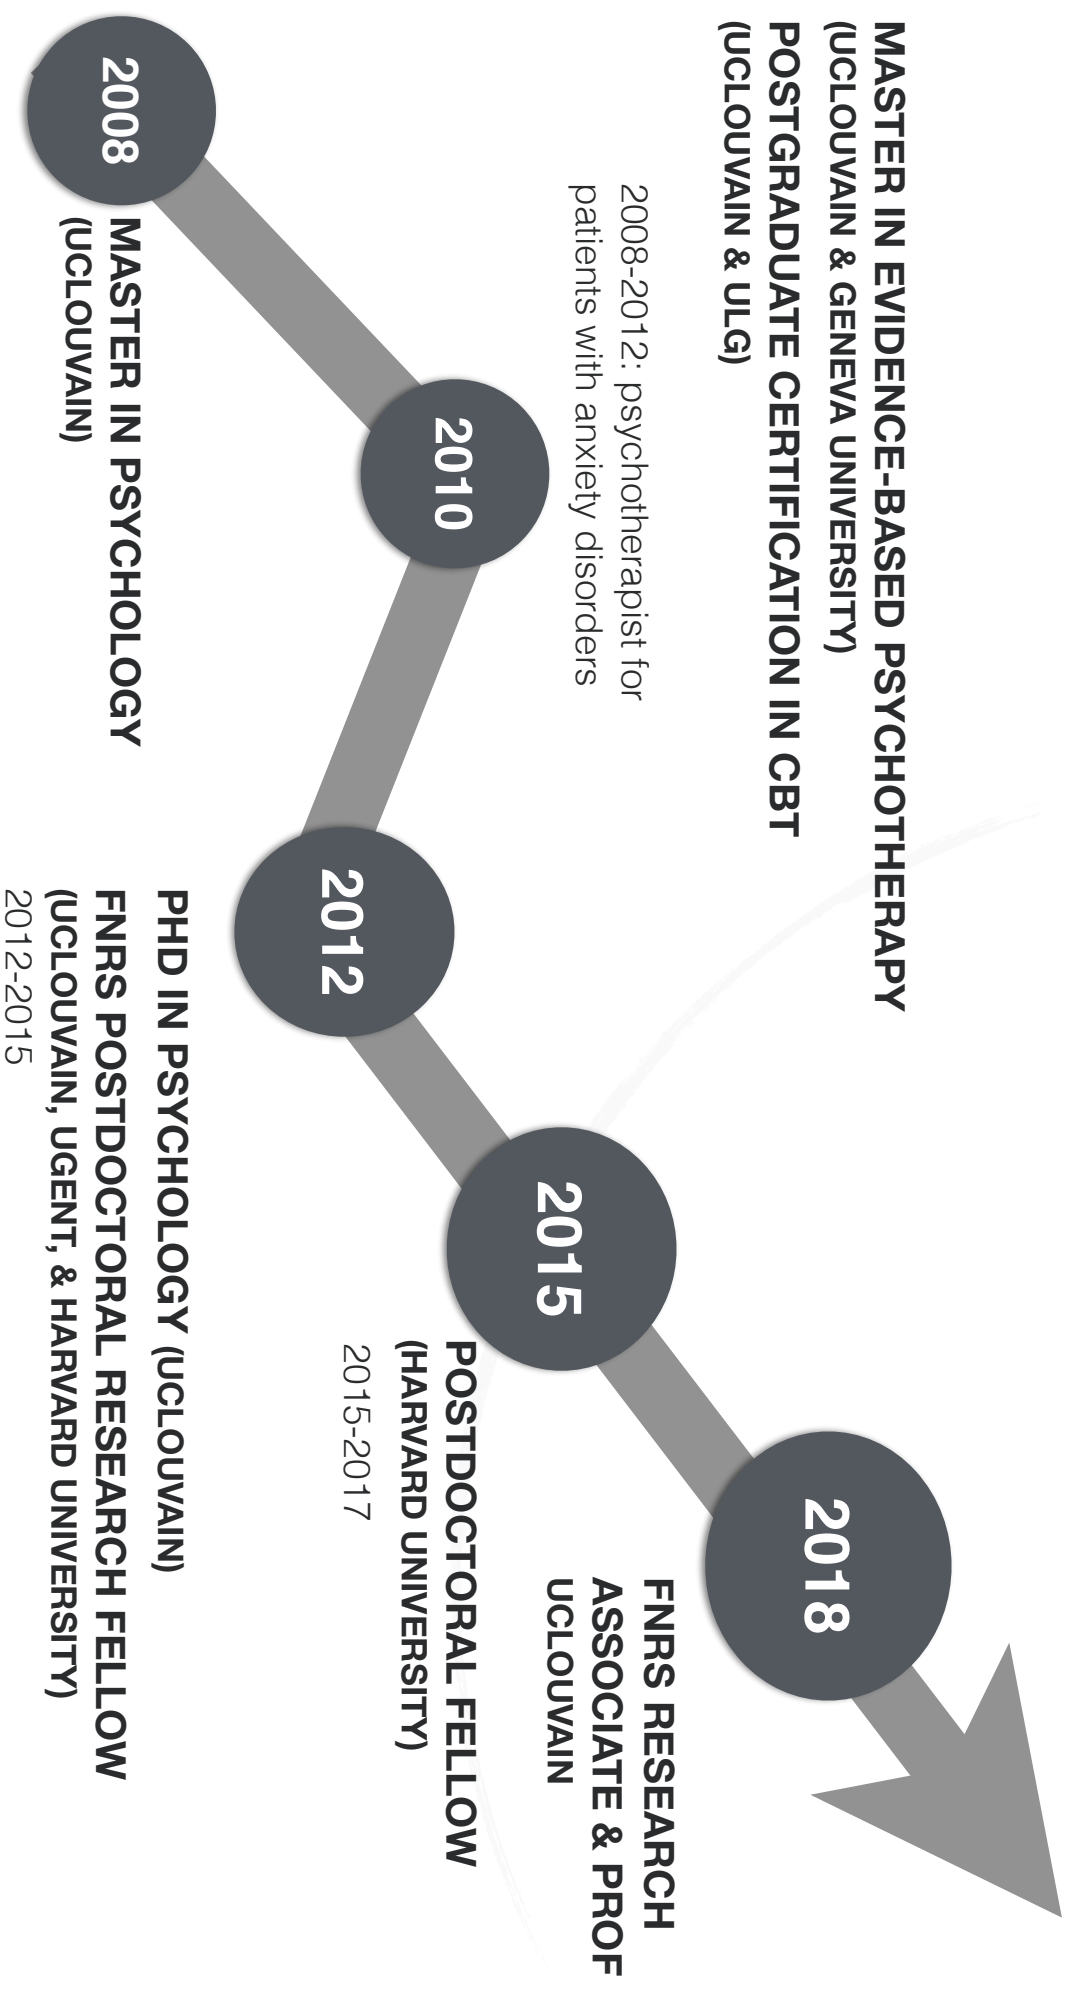 MASTER IN EVIDENCE-BASED PSYCHOTHERAPY
(UCLOUVAIN & GENEVA UNIVERSITY)
POSTGRADUATE CERTIFICATION IN CBT
(UCLOUVAIN & ULG)
2008-2012: psychotherapist for
patients with anxiety disorders
2008
MASTER IN PSYCHOLOGY
(UCLOUVAIN)
2010
2012
PHD IN PSYCHOLOGY (UCLOUVAIN)
FNRS POSTDOCTORAL RESEARCH FELLOW
(UCLOUVAIN, UGENT, & HARVARD UNIVERSITY)
2012-2015
2015
POSTDOCTORAL FELLOW
(HARVARD UNIVERSITY)
2015-2017
2018
FNRS RESEARCH
ASSOCIATE & PROF
UCLOUVAIN